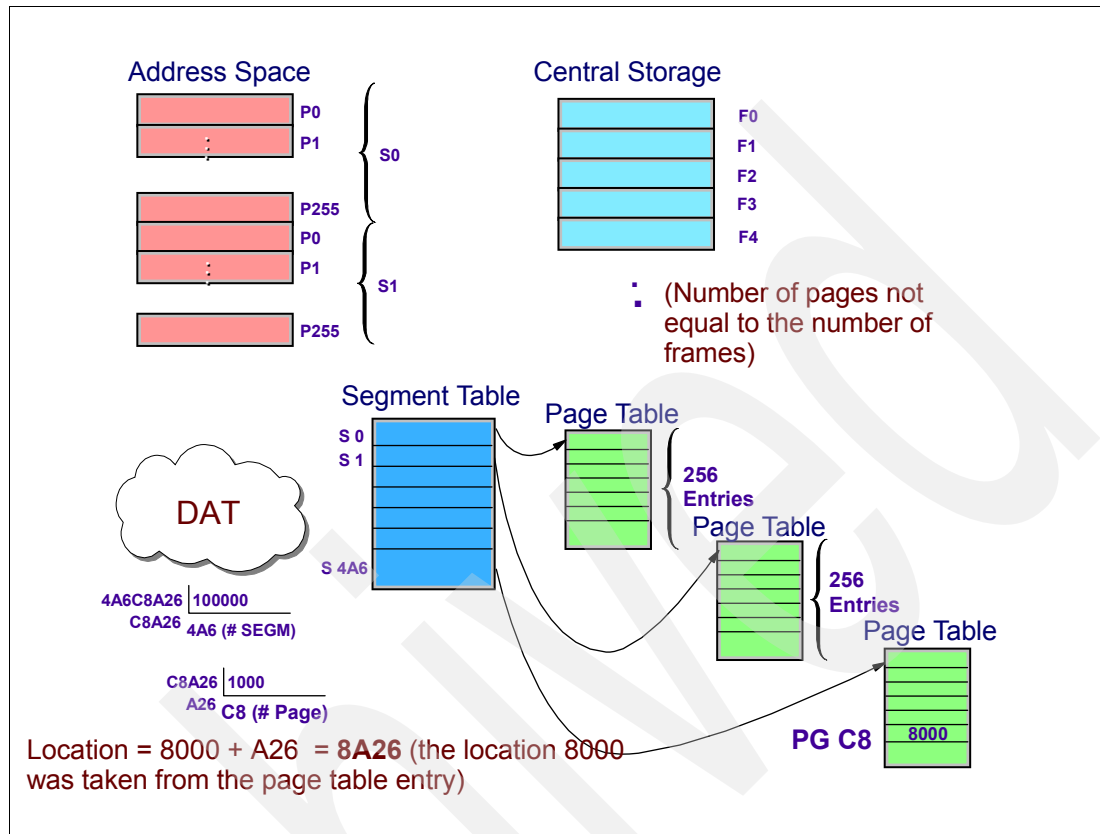 Address Space
P0
P1
:
S0
P255
P0
P1
:
S1
P255
Central Storage
F0
F1
F2
F3
F4
: (Number of pages not
equal to the number of
frames)
Segment Table
S 0
S 1
S 4A6
Page Table
256
Entries
Page Table
256
Entries
Page Table
PG C8
8000
DAT
4A6C8A26 100000
C8A26 4A6 (# SEGM)
C8A26 1000
A26 C8 (# Page)
Location = 8000 + A26 = 8A26 (the location 8000
was taken from the page table entry)